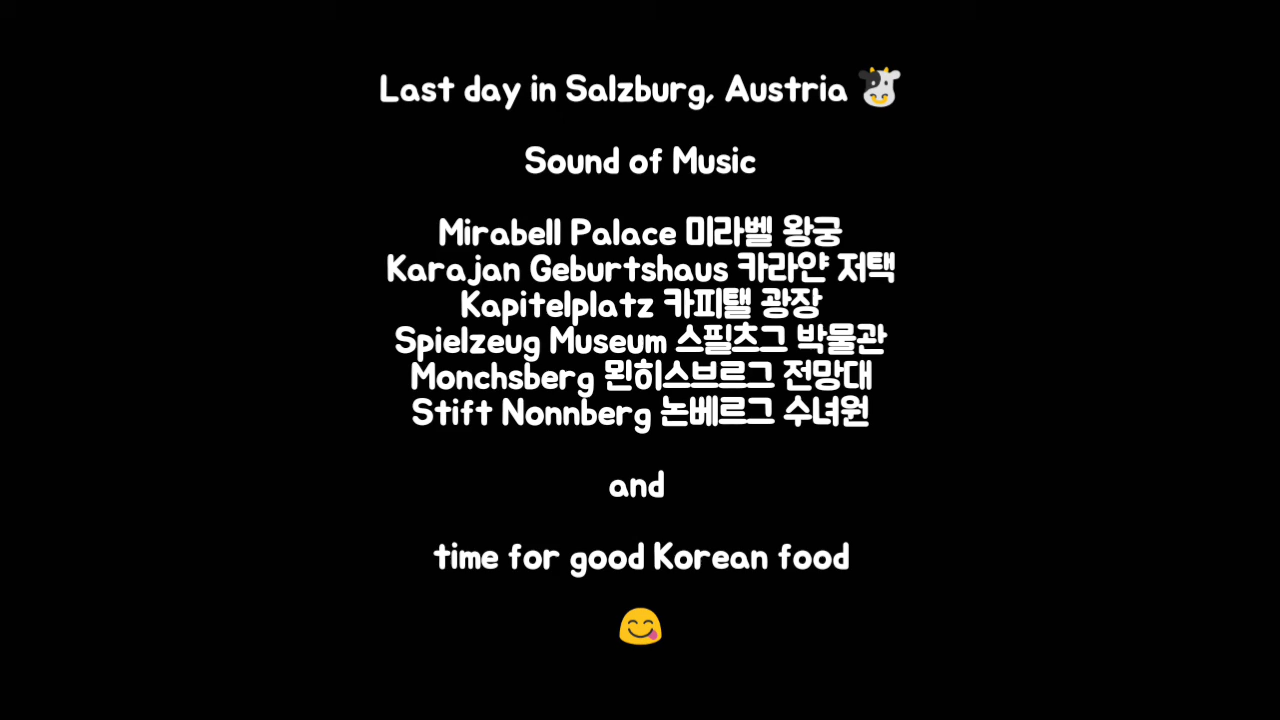 Last day in Salzburg, Austria 🐮
Sound of Music
Mirabell Palace 미라벨 왕궁
Karajan Geburtshaus 카라얀 저택
Kapitelplatz 카피탤 광장
Spielzeug Museum 스필츠그 박물관
Monchsberg 묀히스브르그 전망대
Stift Nonnberg 논베르그 수녀원
and
time for good Korean food
😋